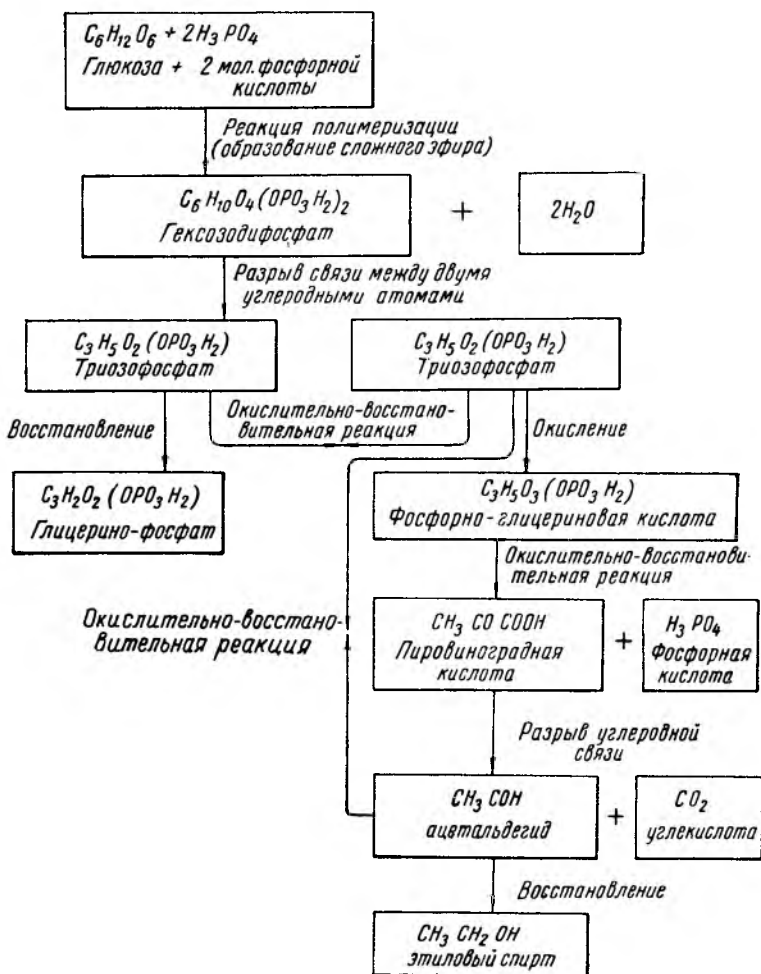 C₆H₁₂O₆ + 2H₃PO₄
Глюкоза + 2 мол. фосфорной
кислоты
Реакция полимеризации
(образование сложного эфира)
C₆H₁₀O₄(OPO₃H₂)₂
Гексозодифосфат
+
2H₂O
Разрыв связи между двумя
углеродными атомами
C₃H₅O₂(OPO₃H₂)
Триозофосфат
C₃H₅O₂(OPO₃H₂)
Триозофосфат
Восстановление
Окислительно-восстано-
вительная реакция
Окисление
C₃H₂O₂(OPO₃H₂)
Глицерино-фосфат
C₃H₅O₃(OPO₃H₂)
Фосфорно-глицериновая кислота
Окислительно-восстанови-
тельная реакция
Окислительно-восстано-
вительная реакция
CH₃ CO COOH
Пировиноградная
кислота
+
H₃PO₄
Фосфорная
кислота
Разрыв углеродной
связи
CH₃ COH
ацетальдегид
+
CO₂
углекислота
Восстановление
CH₃ CH₂ OH
этиловый спирт